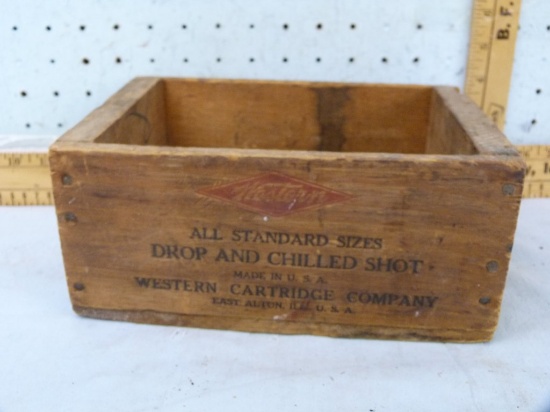 Western
ALL STANDARD SIZES
DROP AND CHILLED SHOT
MADE IN U.S.A.
WESTERN CARTRIDGE COMPANY
EAST ALTON, ILL. U.S.A.
B. F.